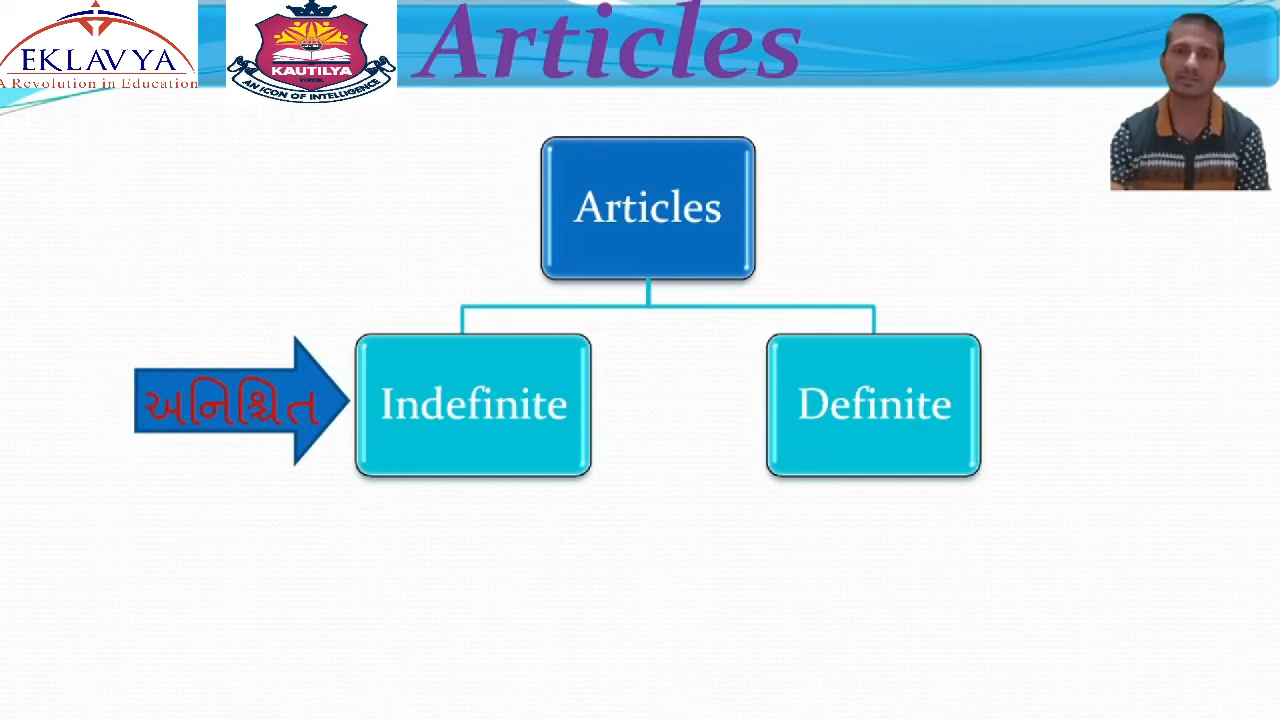 EKLAVYA
A Revolution in Education
KAUTILYA
AN ICON OF INTELLIGENCE
Articles
Articles
અનિશ્ચિત
Indefinite
Definite